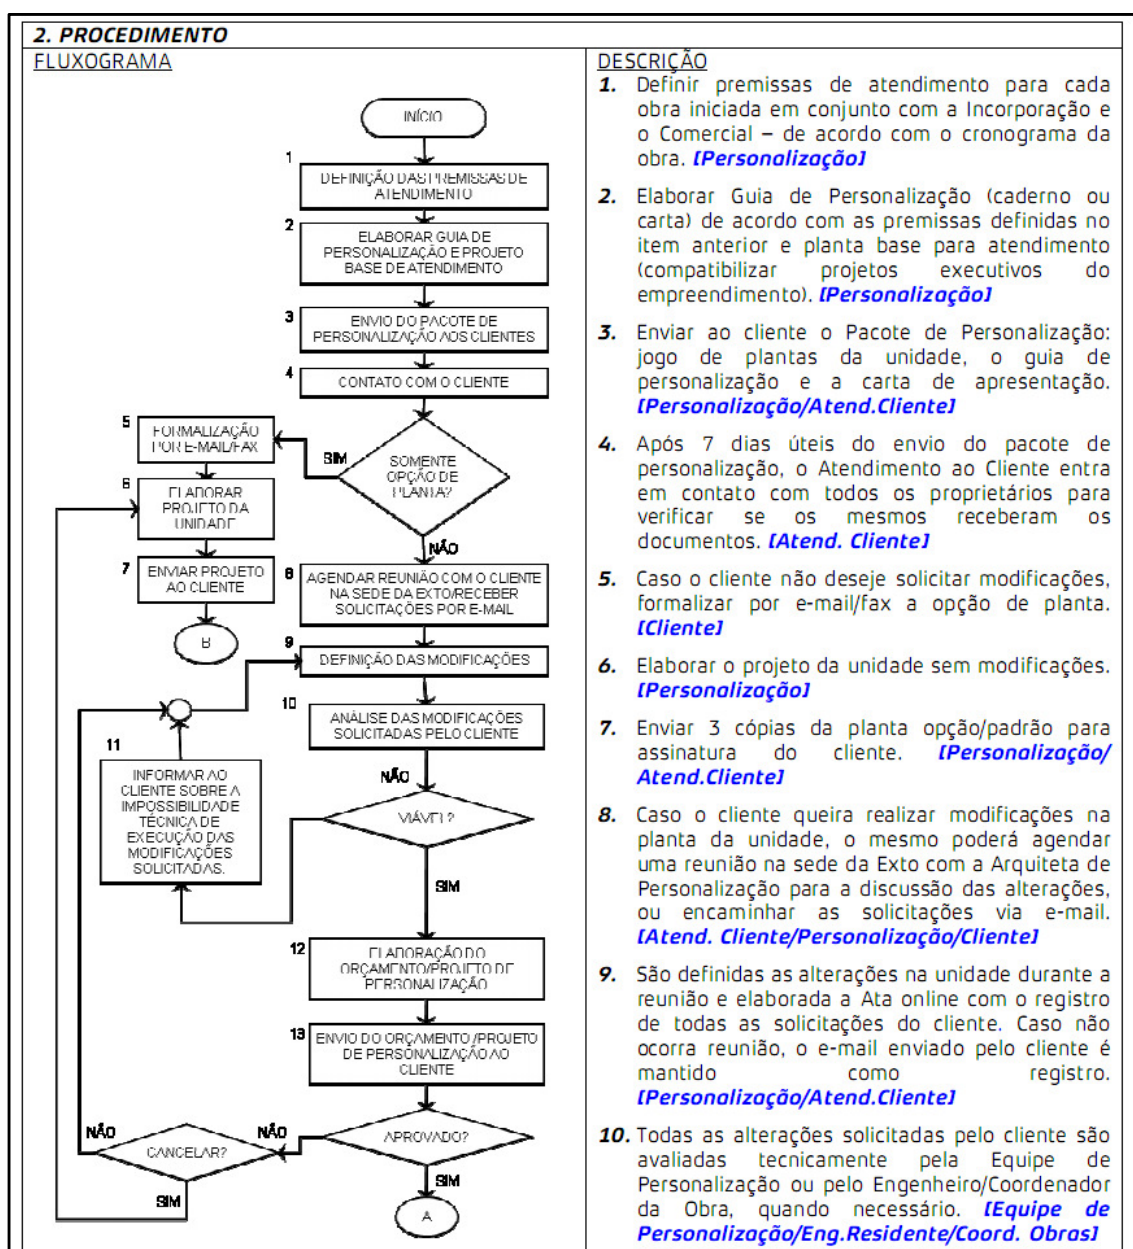 2. PROCEDIMENTO
FLUXOGRAMA
INÍCIO
1
DEFINIÇÃO DAS PREMISSAS DE
ATENDIMENTO
2
ELABORAR GUIA DE
PERSONALIZAÇÃO E PROJETO
BASE DE ATENDIMENTO
3
ENVIO DO PACOTE DE
PERSONALIZAÇÃO AOS CLIENTES
4
CONTATO COM O CLIENTE
5
FORMALIZAÇÃO
POR E-MAIL/FAX
SIM
SOMENTE
OPÇÃO DE
PLANTA?
6
ELABORAR
PROJETO DA
UNIDADE
NÃO
7
ENVIAR PROJETO
AO CLIENTE
B
8
AGENDAR REUNIÃO COM O CLIENTE
NA SEDE DA EXTO/RECEBER
SOLICITAÇÕES POR E-MAIL
9
DEFINIÇÃO DAS MODIFICAÇÕES
10
ANÁLISE DAS MODIFICAÇÕES
SOLICITADAS PELO CLIENTE
11
INFORMAR AO
CLIENTE SOBRE A
IMPOSSIBILIDADE
TÉCNICA DE
EXECUÇÃO DAS
MODIFICAÇÕES
SOLICITADAS.
NÃO
VIÁVEL?
SIM
12
ELABORAÇÃO DO
ORÇAMENTO/PROJETO DE
PERSONALIZAÇÃO
13
ENVIO DO ORÇAMENTO/PROJETO
DE PERSONALIZAÇÃO AO
CLIENTE
NÃO
CANCELAR?
NÃO
APROVADO?
SIM
SIM
A
DESCRIÇÃO
1. Definir premissas de atendimento para cada
obra iniciada em conjunto com a Incorporação e
o Comercial – de acordo com o cronograma da
obra. [Personalização]
2. Elaborar Guia de Personalização (caderno ou
carta) de acordo com as premissas definidas no
item anterior e planta base para atendimento
(compatibilizar projetos executivos do
empreendimento). [Personalização]
3. Enviar ao cliente o Pacote de Personalização:
jogo de plantas da unidade, o guia de
personalização e a carta de apresentação.
[Personalização/Atend.Cliente]
4. Após 7 dias úteis do envio do pacote de
personalização, o Atendimento ao Cliente entra
em contato com todos os proprietários para
verificar se os mesmos receberam os
documentos. [Atend. Cliente]
5. Caso o cliente não deseje solicitar modificações,
formalizar por e-mail/fax a opção de planta.
[Cliente]
6. Elaborar o projeto da unidade sem modificações.
[Personalização]
7. Enviar 3 cópias da planta opção/padrão para
assinatura do cliente. [Personalização/
Atend.Cliente]
8. Caso o cliente queira realizar modificações na
planta da unidade, o mesmo poderá agendar
uma reunião na sede da Exto com a Arquiteta de
Personalização para a discussão das alterações,
ou encaminhar as solicitações via e-mail.
[Atend. Cliente/Personalização/Cliente]
9. São definidas as alterações na unidade durante a
reunião e elaborada a Ata online com o registro
de todas as solicitações do cliente. Caso não
ocorra reunião, o e-mail enviado pelo cliente é
mantido como registro.
[Personalização/Atend.Cliente]
10. Todas as alterações solicitadas pelo cliente são
avaliadas tecnicamente pela Equipe de
Personalização ou pelo Engenheiro/Coordenador
da Obra, quando necessário. [Equipe de
Personalização/Eng.Residente/Coord. Obras]